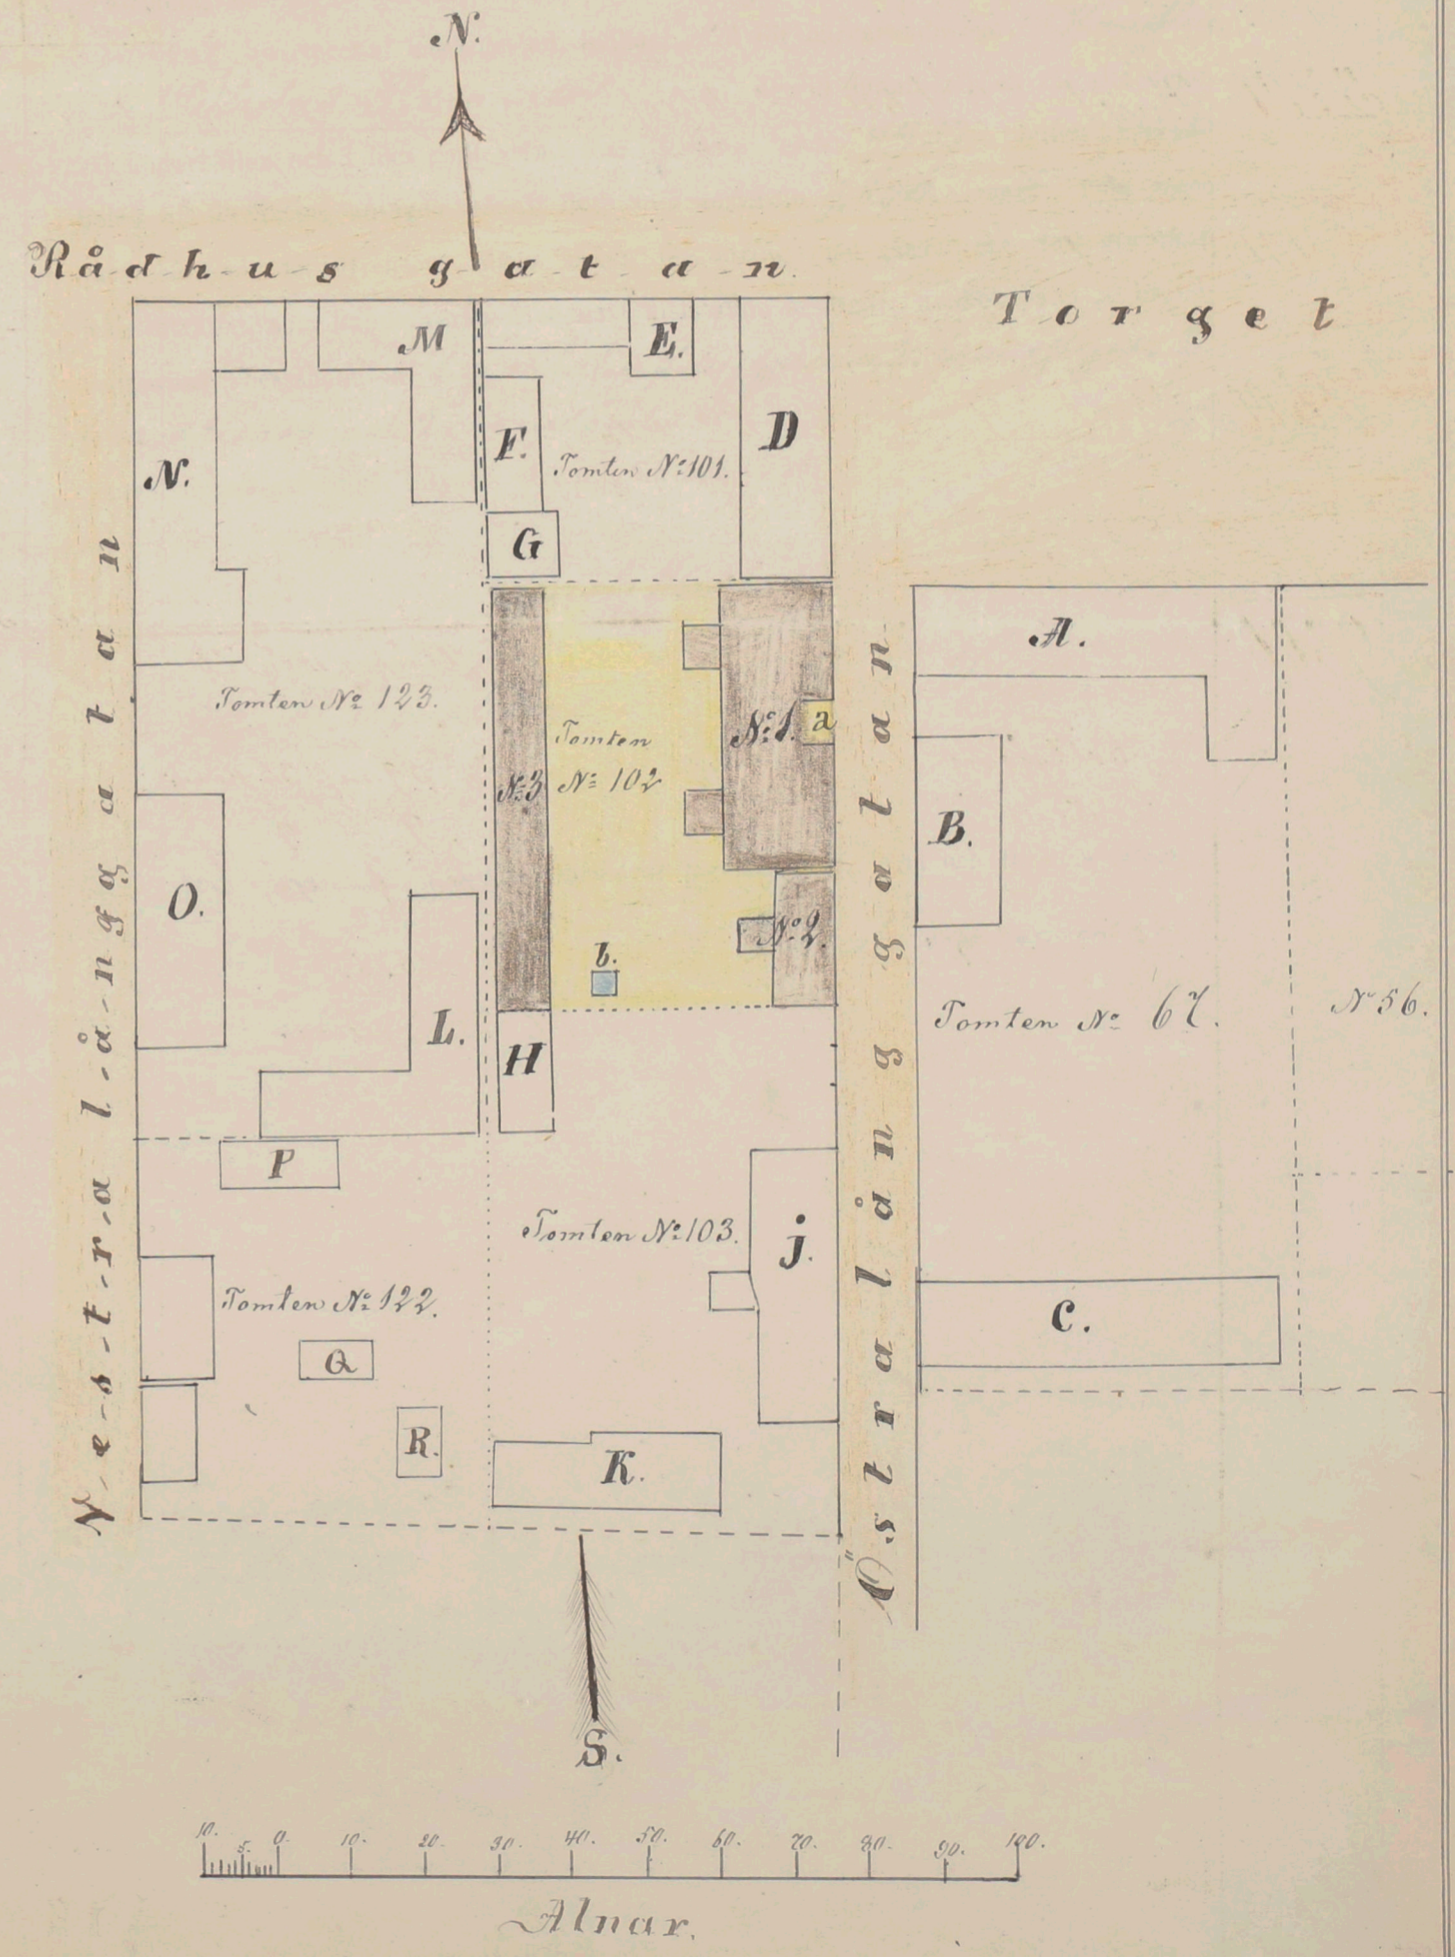 N.
Rådhusgatan.
Torget
M
E.
D
N.
F.
Tomten No 101.
G
Vestra långgatan
Östra långgatan
A.
Tomten No 123.
Tomten
No 102
No 1.
a
No 3
B.
O.
No 2.
b.
L.
H
Tomten No 67.
No 56.
P
Tomten No 103.
j.
Tomten No 122.
C.
Q
R.
K.
S.
10. 5. 0. 10. 20. 30. 40. 50. 60. 70. 80. 90. 100.
Alnar.